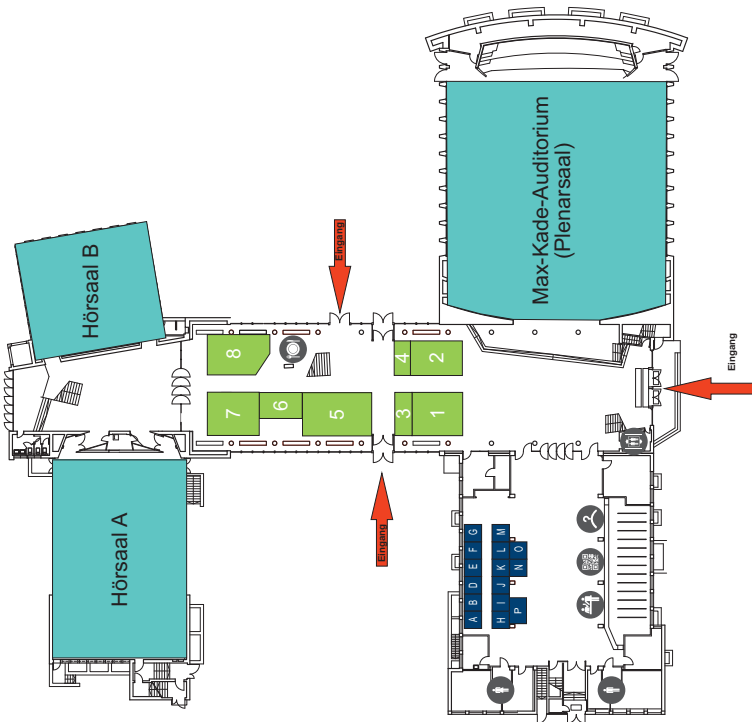 Hörsaal B
Hörsaal A
Max-Kade-Auditorium
(Plenarsaal)
Eingang
Eingang
Eingang
8
7
6
5
4
2
3
1
A B D E F G
H I J K L M
P N O